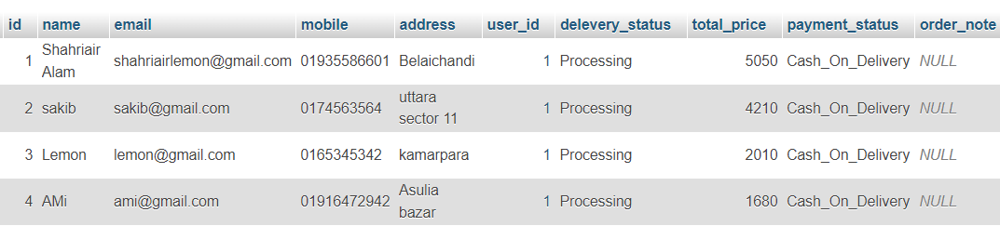 id name email mobile address user_id delevery_status total_price payment_status order_note
1 Shahriair Alam shahriairlemon@gmail.com 01935586601 Belaichandi 1 Processing 5050 Cash_On_Delivery NULL
2 sakib sakib@gmail.com 0174563564 uttara sector 11 1 Processing 4210 Cash_On_Delivery NULL
3 Lemon lemon@gmail.com 0165345342 kamarpara 1 Processing 2010 Cash_On_Delivery NULL
4 AMi ami@gmail.com 01916472942 Asulia bazar 1 Processing 1680 Cash_On_Delivery NULL